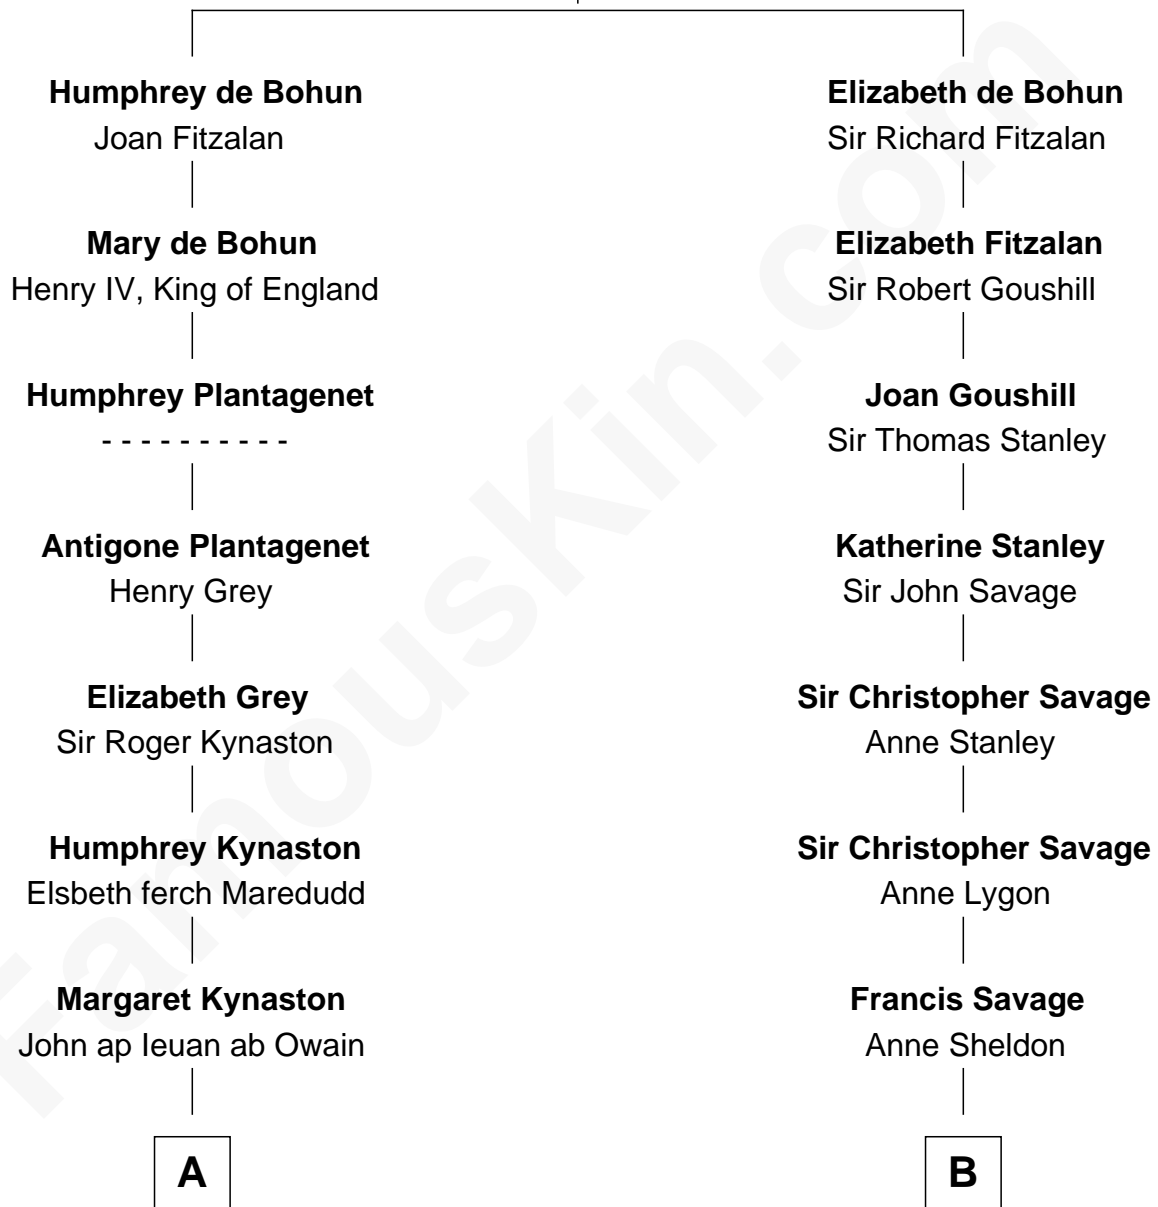 Humphrey de Bohun
Joan Fitzalan
Mary de Bohun
Henry IV, King of England
Humphrey Plantagenet
- - - - - - - - - -
Antigone Plantagenet
Henry Grey
Elizabeth Grey
Sir Roger Kynaston
Humphrey Kynaston
Elsbeth ferch Maredudd
Margaret Kynaston
John ap Ieuan ab Owain
A
Elizabeth de Bohun
Sir Richard Fitzalan
Elizabeth Fitzalan
Sir Robert Goushill
Joan Goushill
Sir Thomas Stanley
Katherine Stanley
Sir John Savage
Sir Christopher Savage
Anne Stanley
Sir Christopher Savage
Anne Lygon
Francis Savage
Anne Sheldon
B
FamousKin.com